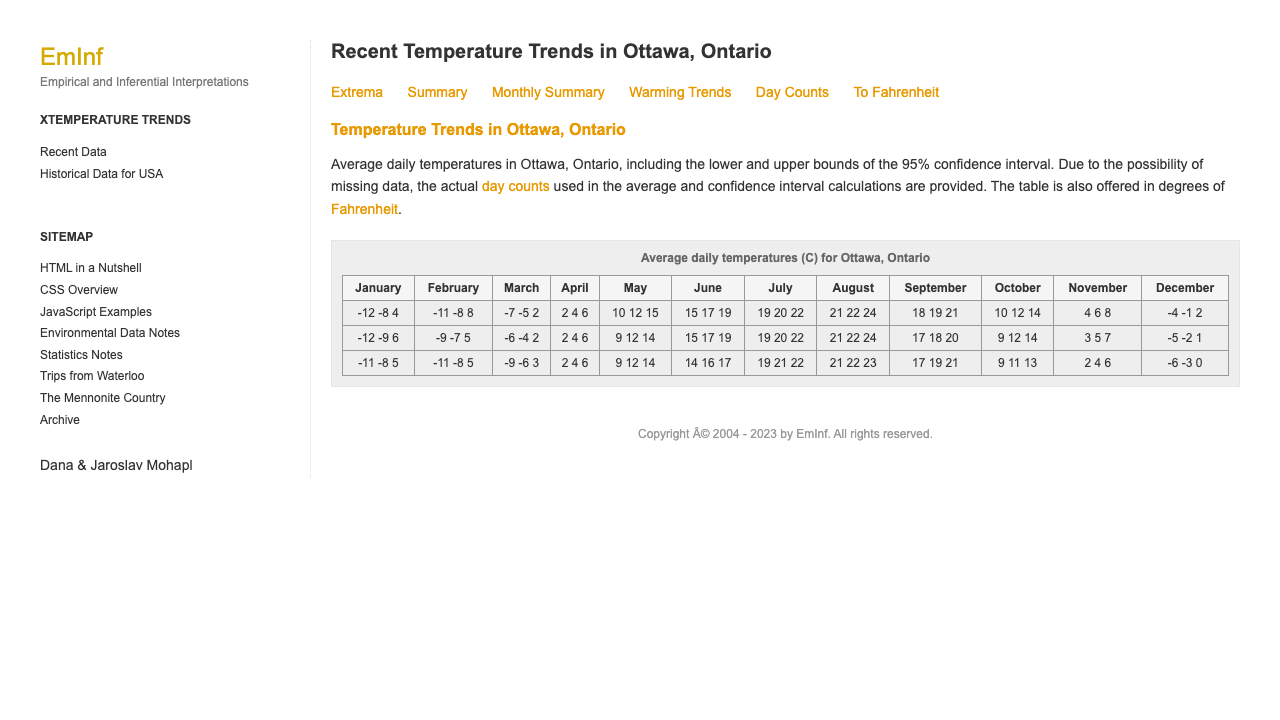 EmInf
Empirical and Inferential Interpretations
XTEMPERATURE TRENDS
Recent Data
Historical Data for USA
SITEMAP
HTML in a Nutshell
CSS Overview
JavaScript Examples
Environmental Data Notes
Statistics Notes
Trips from Waterloo
The Mennonite Country
Archive
Dana & Jaroslav Mohapl
Recent Temperature Trends in Ottawa, Ontario
Extrema Summary Monthly Summary Warming Trends Day Counts To Fahrenheit
Temperature Trends in Ottawa, Ontario
Average daily temperatures in Ottawa, Ontario, including the lower and upper bounds of the 95% confidence interval. Due to the possibility of
missing data, the actual day counts used in the average and confidence interval calculations are provided. The table is also offered in degrees of
Fahrenheit.
Average daily temperatures (C) for Ottawa, Ontario
January February March April May June July August September October November December
-12 -8 4 -11 -8 8 -7 -5 2 2 4 6 10 12 15 15 17 19 19 20 22 21 22 24 18 19 21 10 12 14 4 6 8 -4 -1 2
-12 -9 6 -9 -7 5 -6 -4 2 2 4 6 9 12 14 15 17 19 19 20 22 21 22 24 17 18 20 9 12 14 3 5 7 -5 -2 1
-11 -8 5 -11 -8 5 -9 -6 3 2 4 6 9 12 14 14 16 17 19 21 22 21 22 23 17 19 21 9 11 13 2 4 6 -6 -3 0
Copyright Â© 2004 - 2023 by EmInf. All rights reserved.